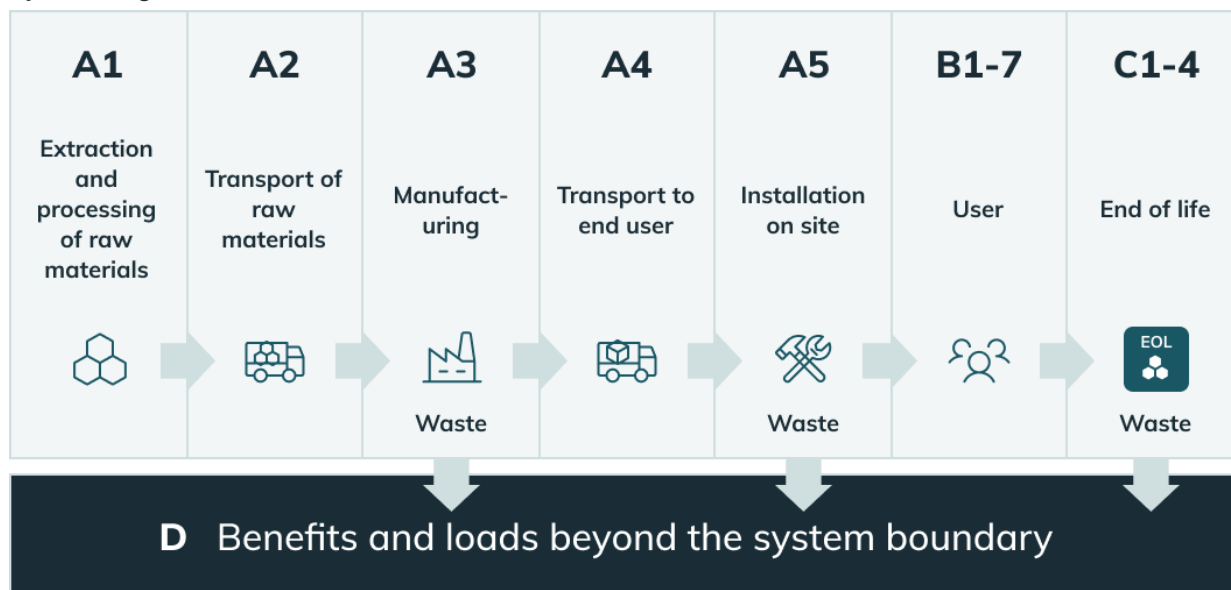 A1
Extraction
and
processing
of raw
materials
A2
Transport of
raw
materials
A3
Manufact-
uring
Waste
A4
Transport to
end user
A5
Installation
on site
Waste
B1-7
User
C1-4
End of life
EOL
Waste
D Benefits and loads beyond the system boundary